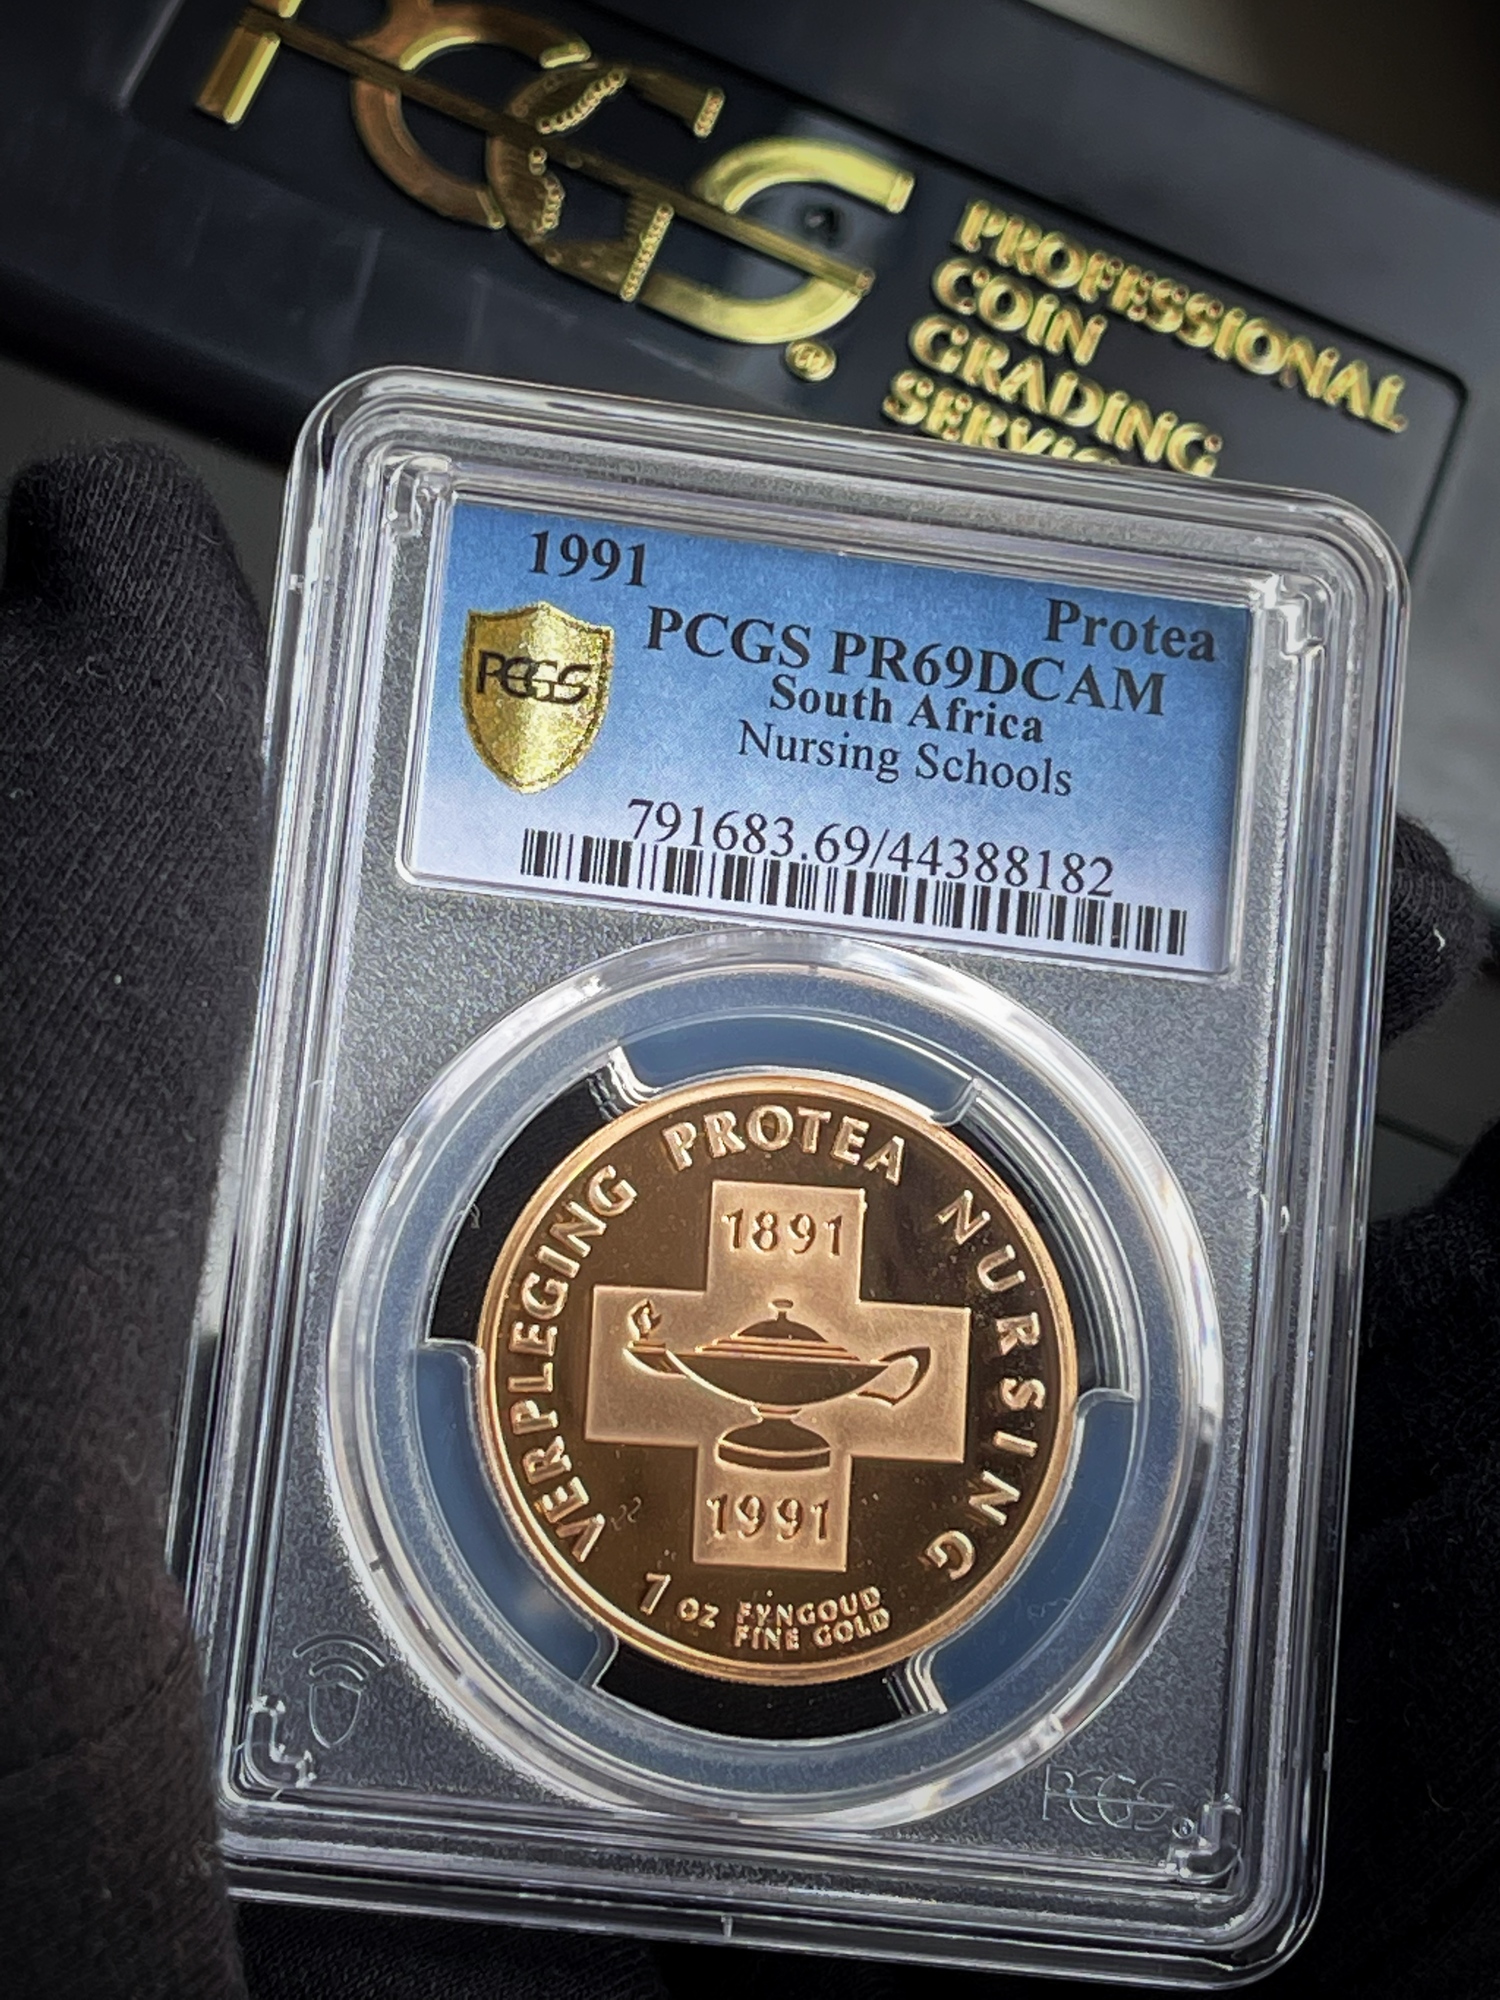 PCGS®
PROFESSIONAL
COIN
GRADING
1991
Protea
PCGS
PCGS PR69DCAM
South Africa
Nursing Schools
791683.69/44388182
VERPLEGING PROTEA NURSING
1891
1991
1 OZ FYNGOUD
FINE GOLD
PCGS®